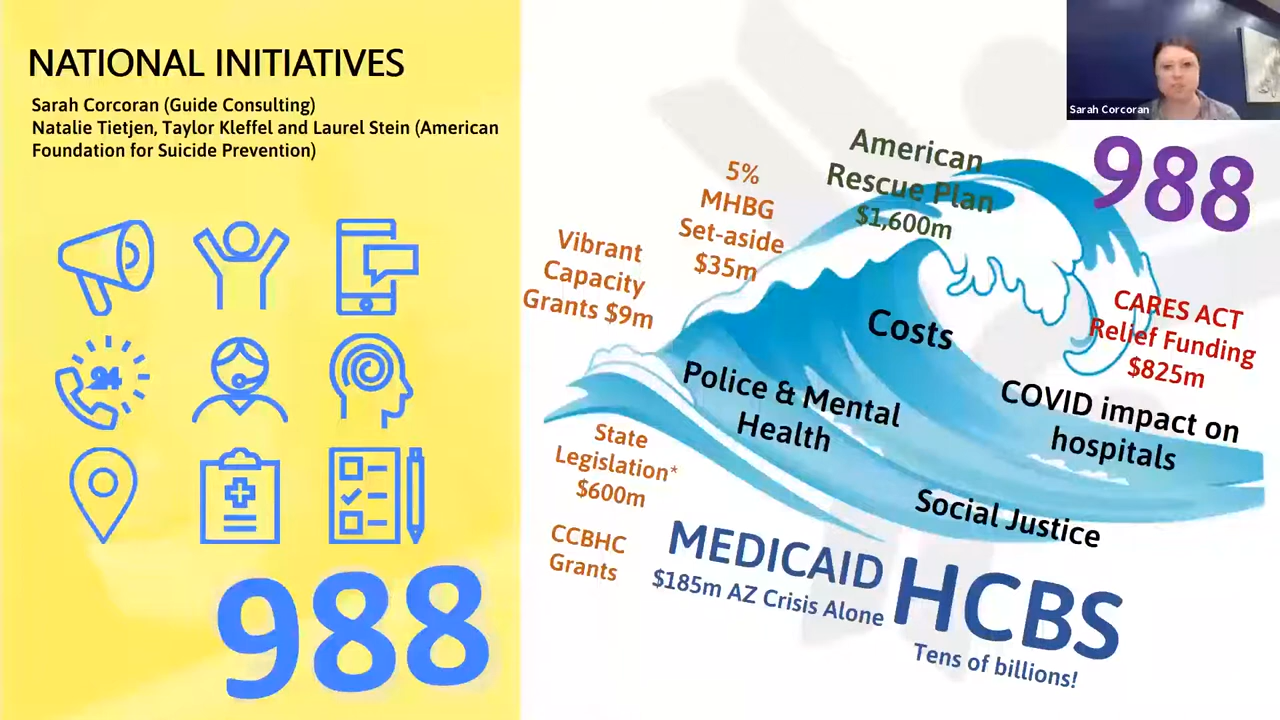 NATIONAL INITIATIVES
Sarah Corcoran (Guide Consulting)
Natalie Tietjen, Taylor Kleffel and Laurel Stein (American
Foundation for Suicide Prevention)
24
988
Sarah Corcoran
988
American
Rescue Plan
$1,600m
5%
MHBG
Set-aside
$35m
Vibrant
Capacity
Grants $9m
CARES ACT
Relief Funding
$825m
Costs
Police & Mental
Health
COVID impact on
hospitals
State
Legislation*
$600m
Social Justice
CCBHC
Grants
MEDICAID
$185m AZ Crisis Alone
HCBS
Tens of billions!